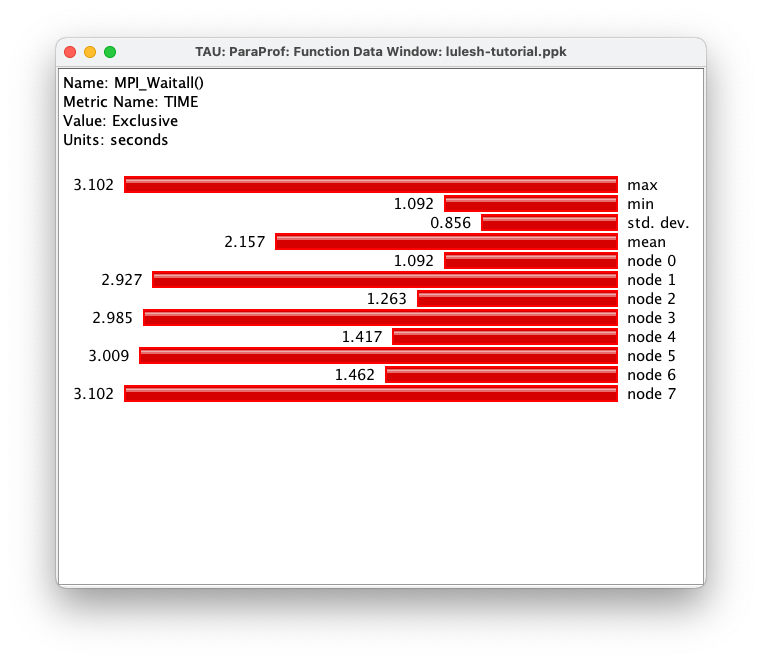 TAU: ParaProf: Function Data Window: lulesh-tutorial.ppk
Name: MPI_Waitall()
Metric Name: TIME
Value: Exclusive
Units: seconds
3.102 max
1.092 min
0.856 std. dev.
2.157 mean
1.092 node 0
2.927 node 1
1.263 node 2
2.985 node 3
1.417 node 4
3.009 node 5
1.462 node 6
3.102 node 7